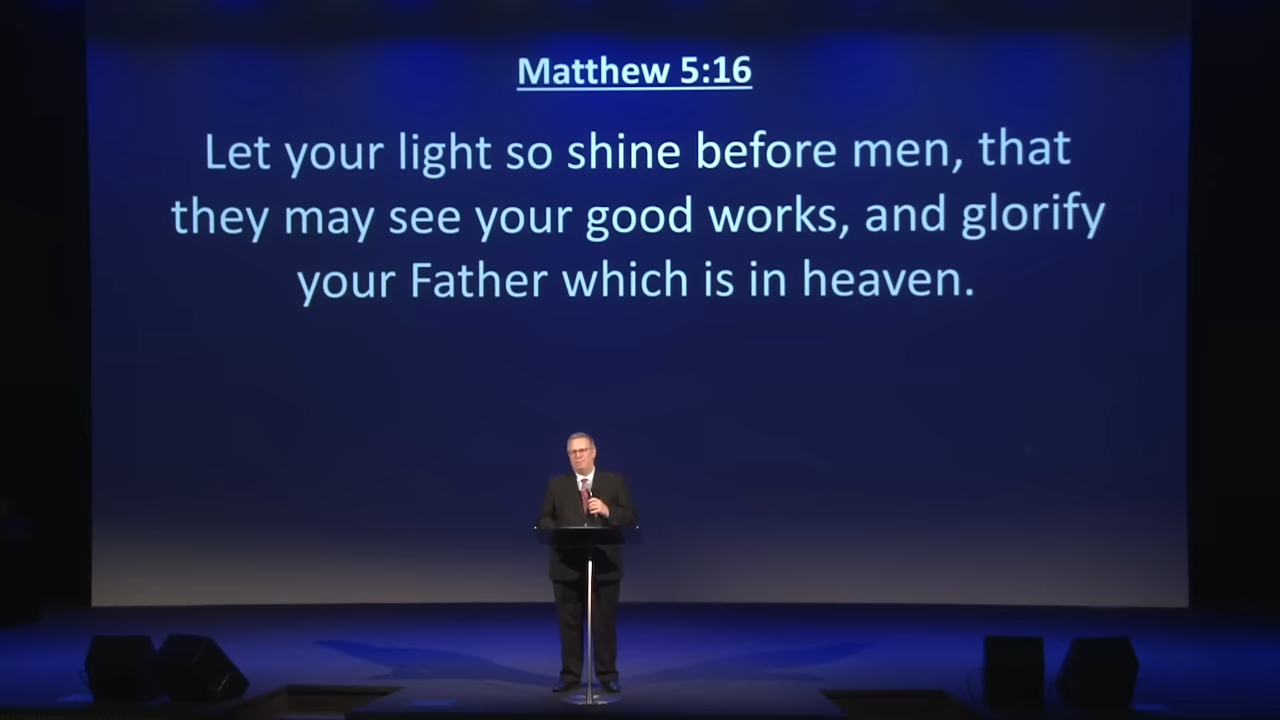 Matthew 5:16
Let your light so shine before men, that
they may see your good works, and glorify
your Father which is in heaven.